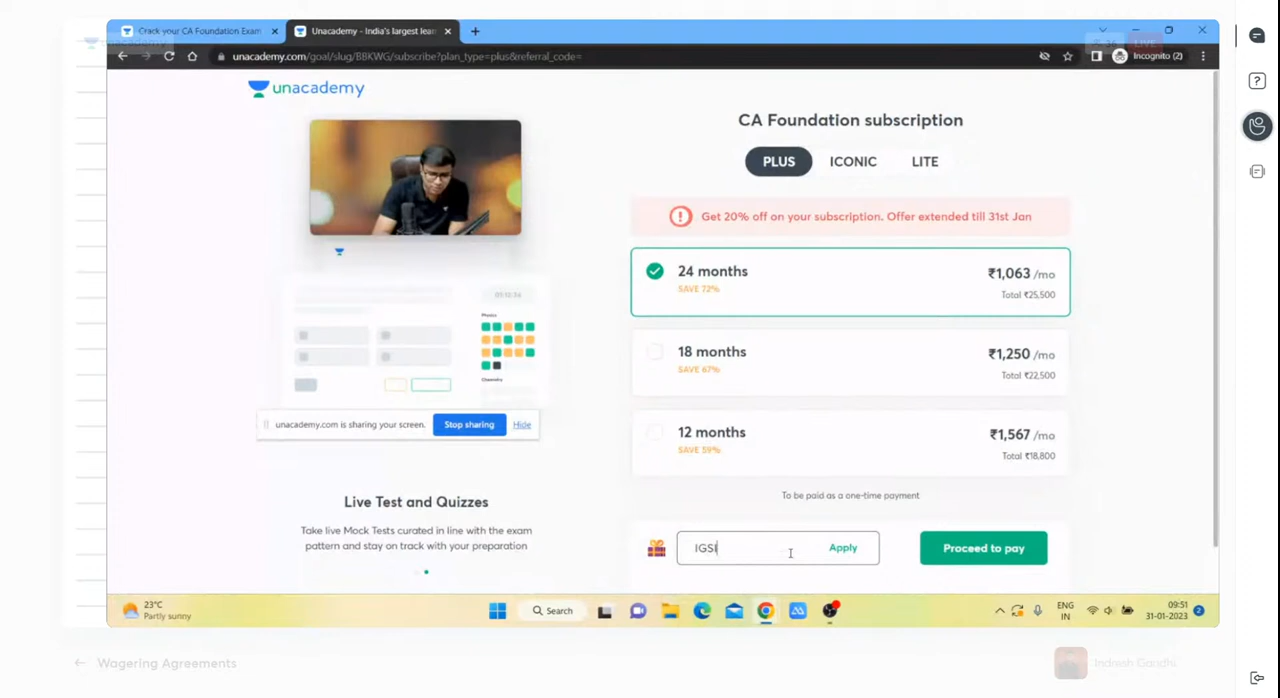 Crack your CA Foundation Exam
Unacademy - India's largest lear
unacademy.com/goal/slug/BBKWG/subscribe?plan_type=plus&referral_code=
Incognito (2)
unacademy
CA Foundation subscription
PLUS
ICONIC
LITE
Get 20% off on your subscription. Offer extended till 31st Jan
24 months
₹1,063 /mo
SAVE 72%
Total ₹25,500
18 months
₹1,250 /mo
SAVE 67%
Total ₹22,500
12 months
₹1,567 /mo
SAVE 59%
Total ₹18,800
To be paid as a one-time payment
IGSI
Apply
Proceed to pay
Physics
Chemistry
unacademy.com is sharing your screen.
Stop sharing
Hide
Live Test and Quizzes
Take live Mock Tests curated in line with the exam
pattern and stay on track with your preparation
23°C
Partly sunny
Search
ENG
IN
09:51
31-01-2023
2
Wagering Agreements
Indresh Gandhi